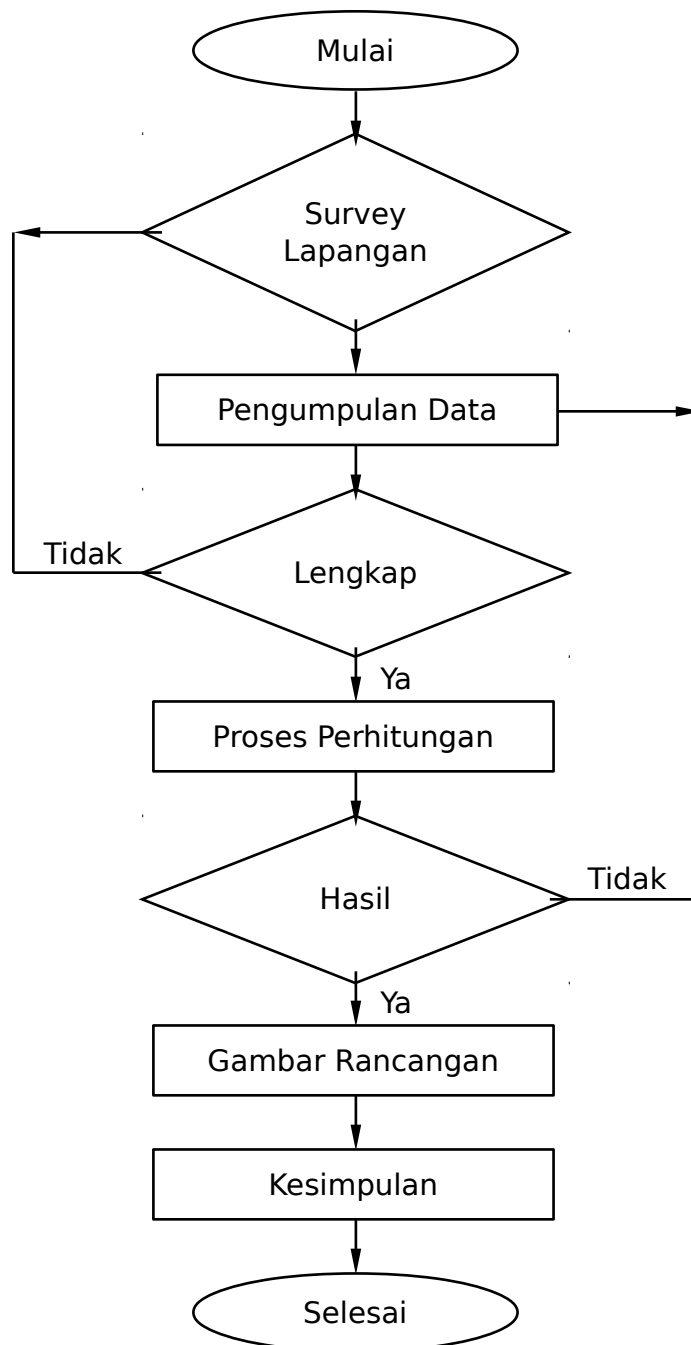 Mulai
Survey
Lapangan
Pengumpulan Data
Tidak
Lengkap
Ya
Proses Perhitungan
Tidak
Hasil
Ya
Gambar Rancangan
Kesimpulan
Selesai